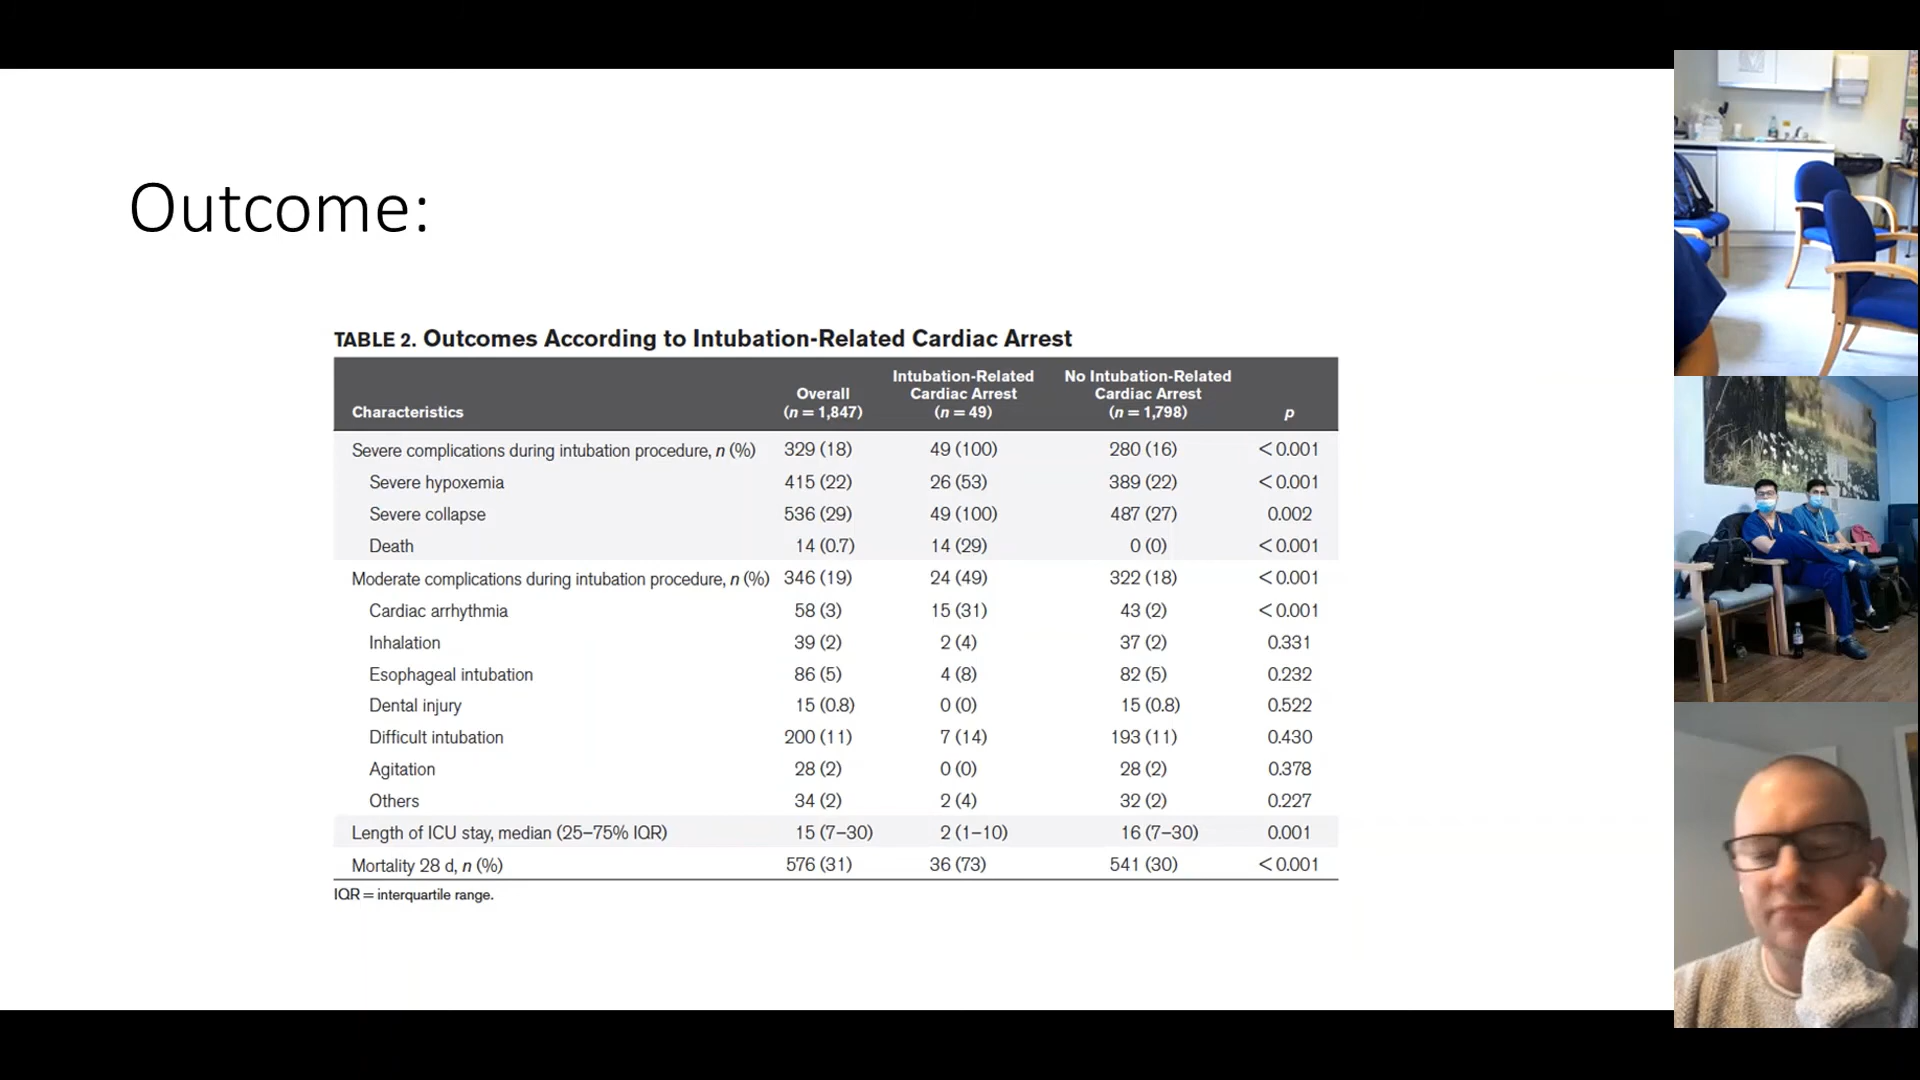 Outcome:
TABLE 2. Outcomes According to Intubation-Related Cardiac Arrest
Characteristics Overall (n = 1,847) Intubation-Related Cardiac Arrest (n = 49) No Intubation-Related Cardiac Arrest (n = 1,798) p
Severe complications during intubation procedure, n (%) 329 (18) 49 (100) 280 (16) <0.001
Severe hypoxemia 415 (22) 26 (53) 389 (22) <0.001
Severe collapse 536 (29) 49 (100) 487 (27) 0.002
Death 14 (0.7) 14 (29) 0 (0) <0.001
Moderate complications during intubation procedure, n (%) 346 (19) 24 (49) 322 (18) <0.001
Cardiac arrhythmia 58 (3) 15 (31) 43 (2) <0.001
Inhalation 39 (2) 2 (4) 37 (2) 0.331
Esophageal intubation 86 (5) 4 (8) 82 (5) 0.232
Dental injury 15 (0.8) 0 (0) 15 (0.8) 0.522
Difficult intubation 200 (11) 7 (14) 193 (11) 0.430
Agitation 28 (2) 0 (0) 28 (2) 0.378
Others 34 (2) 2 (4) 32 (2) 0.227
Length of ICU stay, median (25–75% IQR) 15 (7–30) 2 (1–10) 16 (7–30) 0.001
Mortality 28 d, n (%) 576 (31) 36 (73) 541 (30) <0.001
IQR = interquartile range.